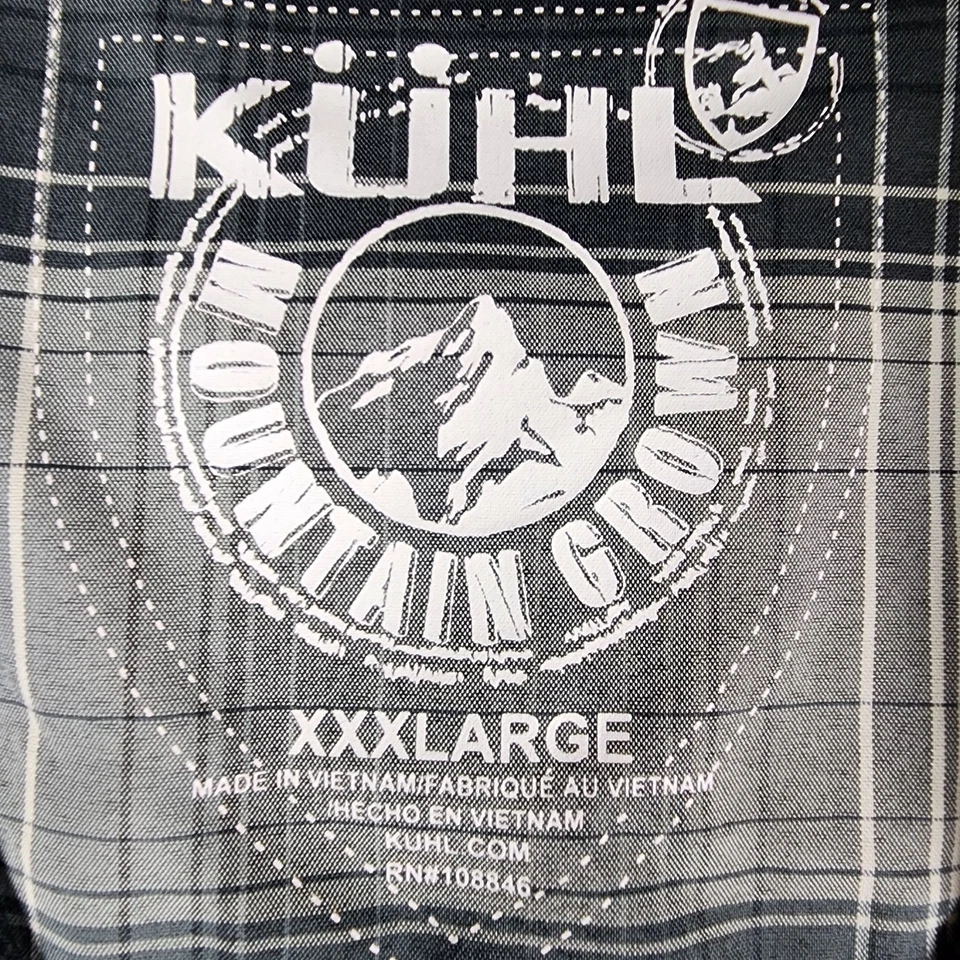 KÜHL
MOUNTAIN GROWN
XXXLARGE
MADE IN VIETNAM/FABRIQUÉ AU VIETNAM
/HECHO EN VIETNAM
KUHL.COM
RN#108846